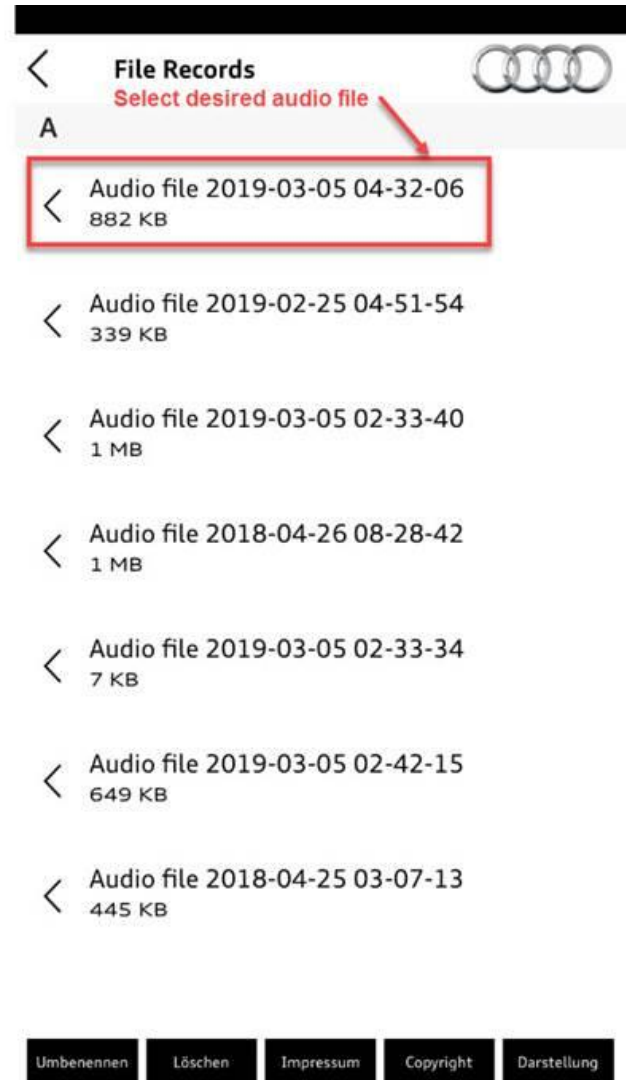 File Records
Select desired audio file
A
Audio file 2019-03-05 04-32-06
882 KB
Audio file 2019-02-25 04-51-54
339 KB
Audio file 2019-03-05 02-33-40
1 MB
Audio file 2018-04-26 08-28-42
1 MB
Audio file 2019-03-05 02-33-34
7 KB
Audio file 2019-03-05 02-42-15
649 KB
Audio file 2018-04-25 03-07-13
445 KB
Umbenennen Löschen Impressum Copyright Darstellung